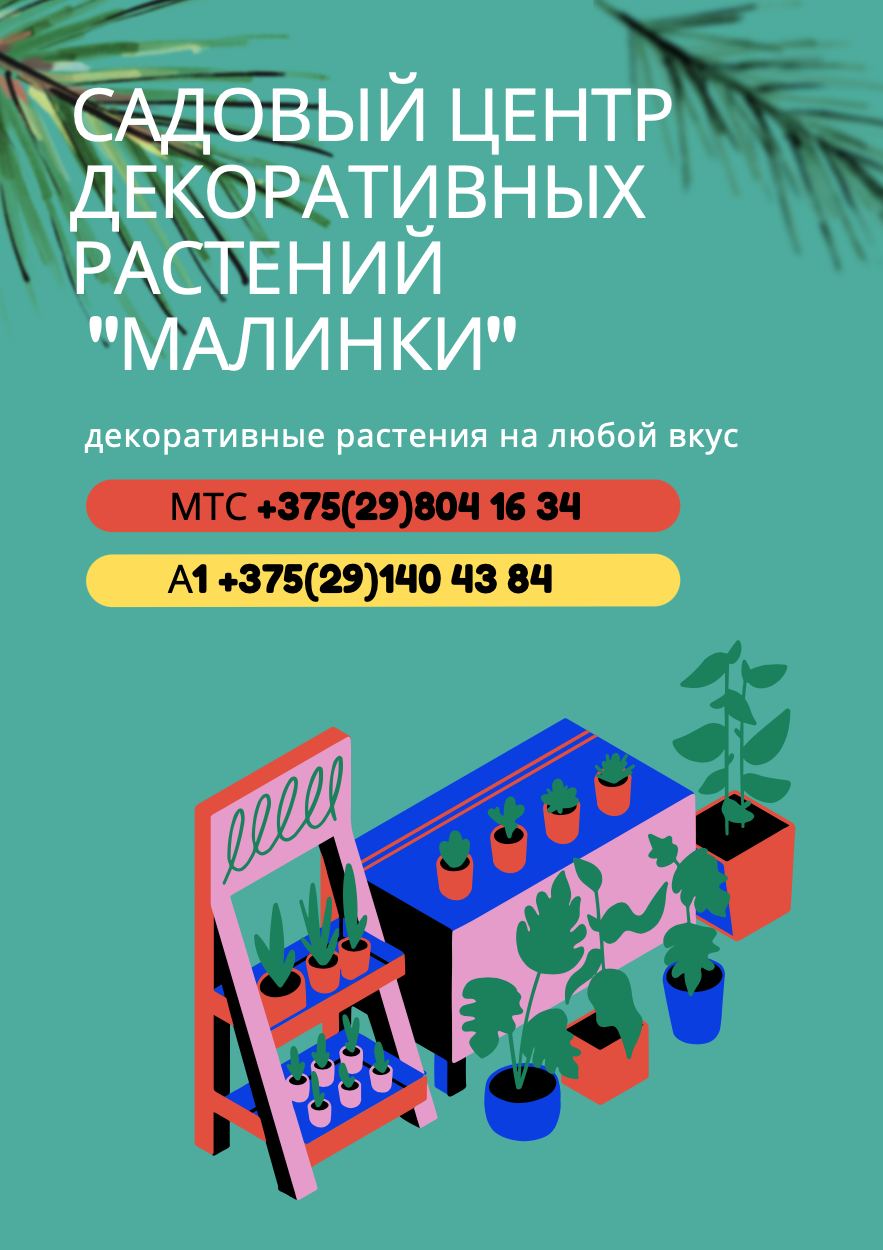 САДОВЫЙ ЦЕНТР
ДЕКОРАТИВНЫХ
РАСТЕНИЙ
"МАЛИНКИ"
декоративные растения на любой вкус
МТС +375(29)804 16 34
А1 +375(29)140 43 84